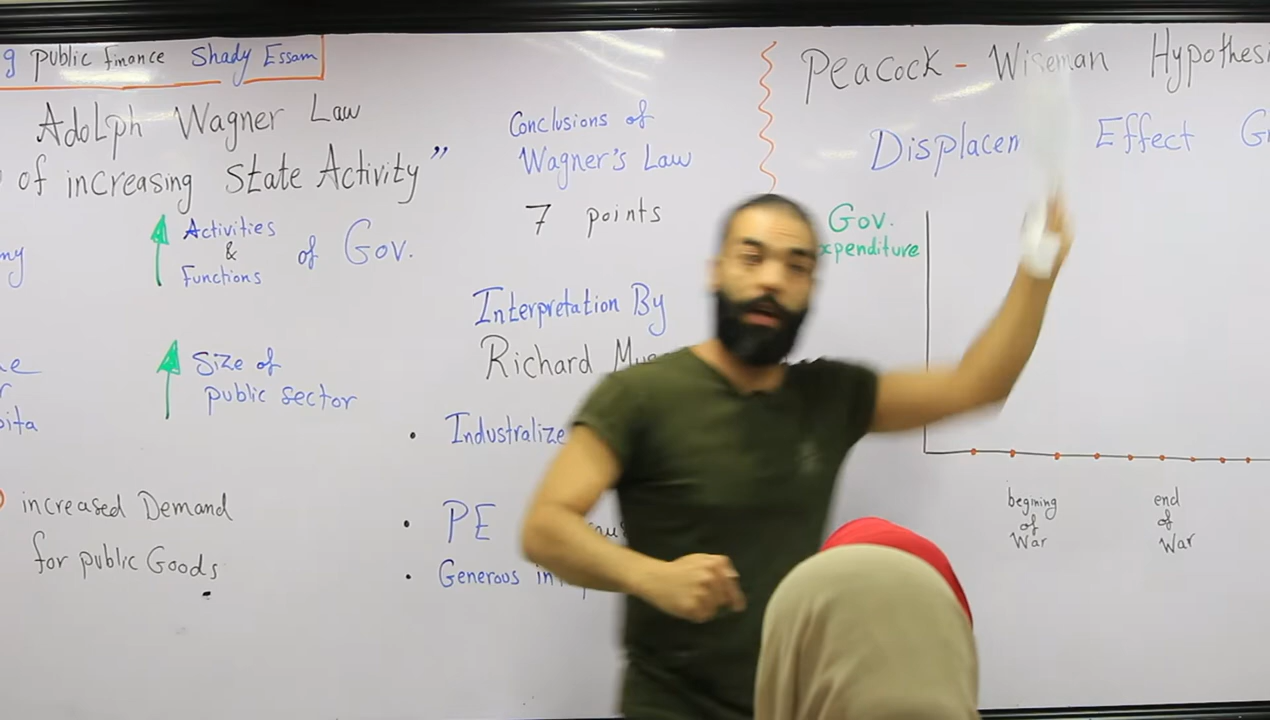 g public finance Shady Essam
Adolph Wagner Law
of increasing State Activity"
Activities
&
Functions
of Gov.
Size of
public sector
increased Demand
for public Goods
Conclusions of
Wagner's Law
7 points
Interpretation By
Richard
• Industralize
• PE
• Generous in
Peacock - Wiseman Hypothesi
Displacem Effect
Gov.
xpenditure
begining
of
War
end
of
War